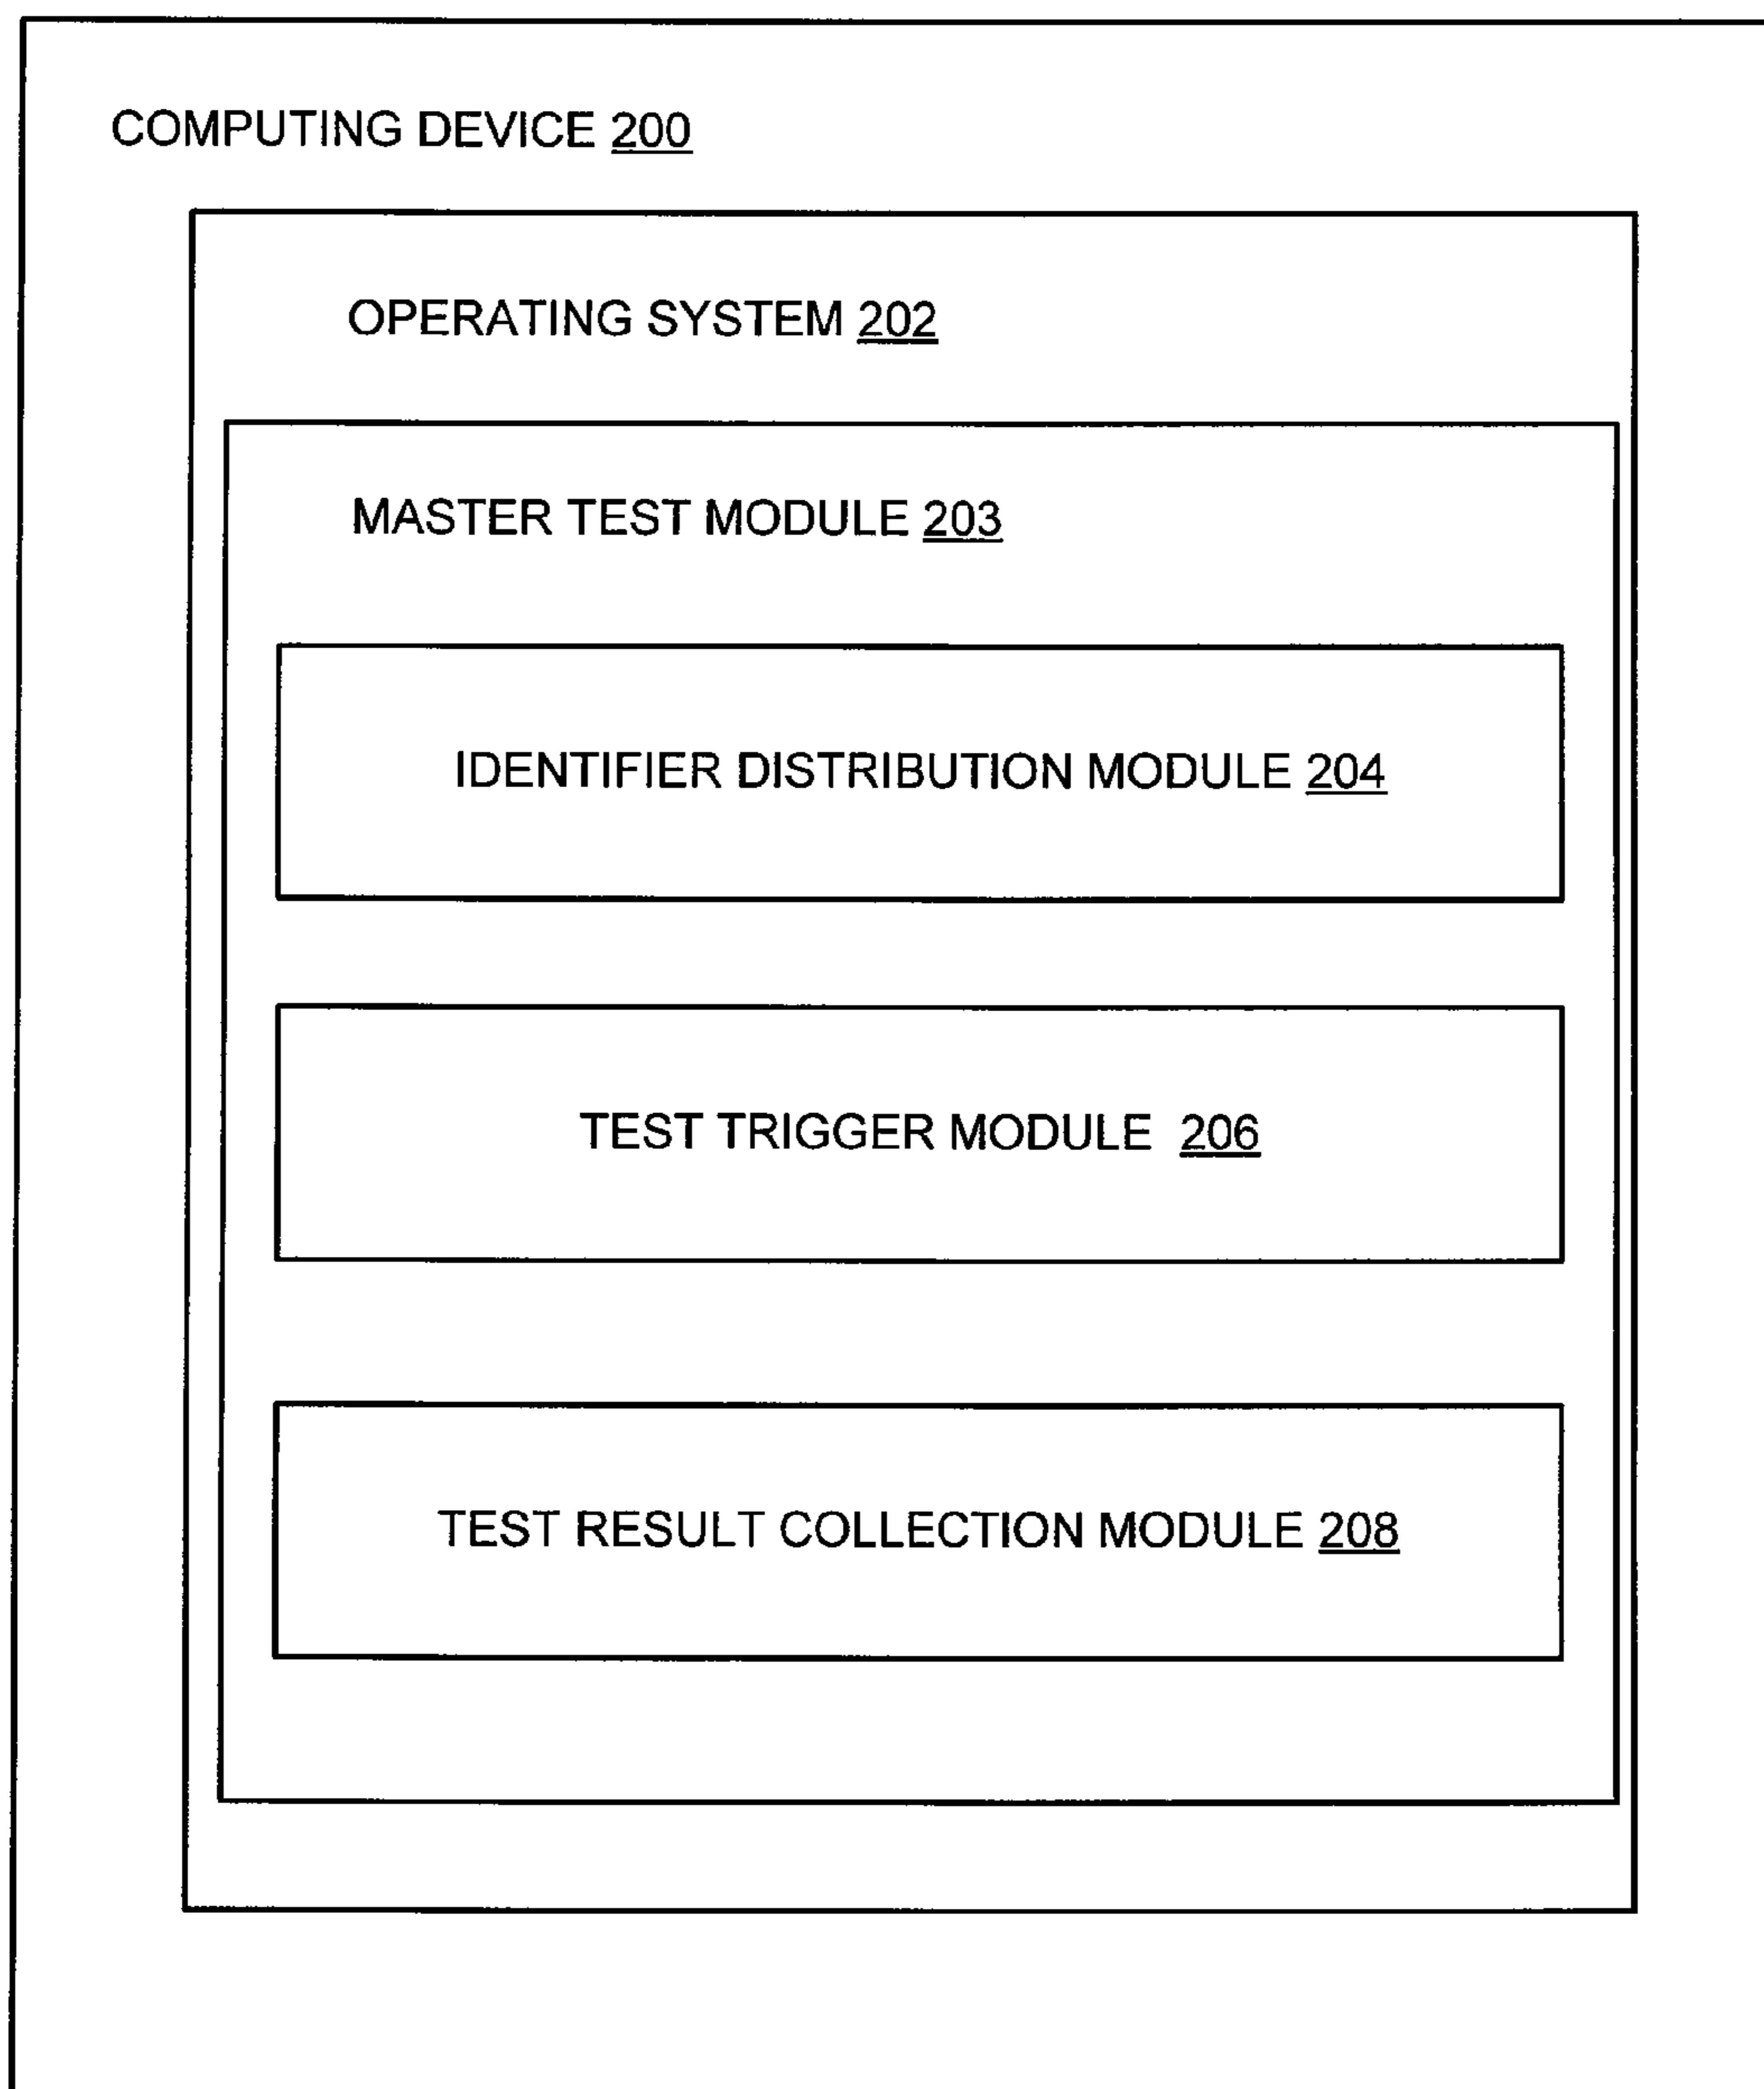 COMPUTING DEVICE 200
OPERATING SYSTEM 202
MASTER TEST MODULE 203
IDENTIFIER DISTRIBUTION MODULE 204
TEST TRIGGER MODULE 206
TEST RESULT COLLECTION MODULE 208